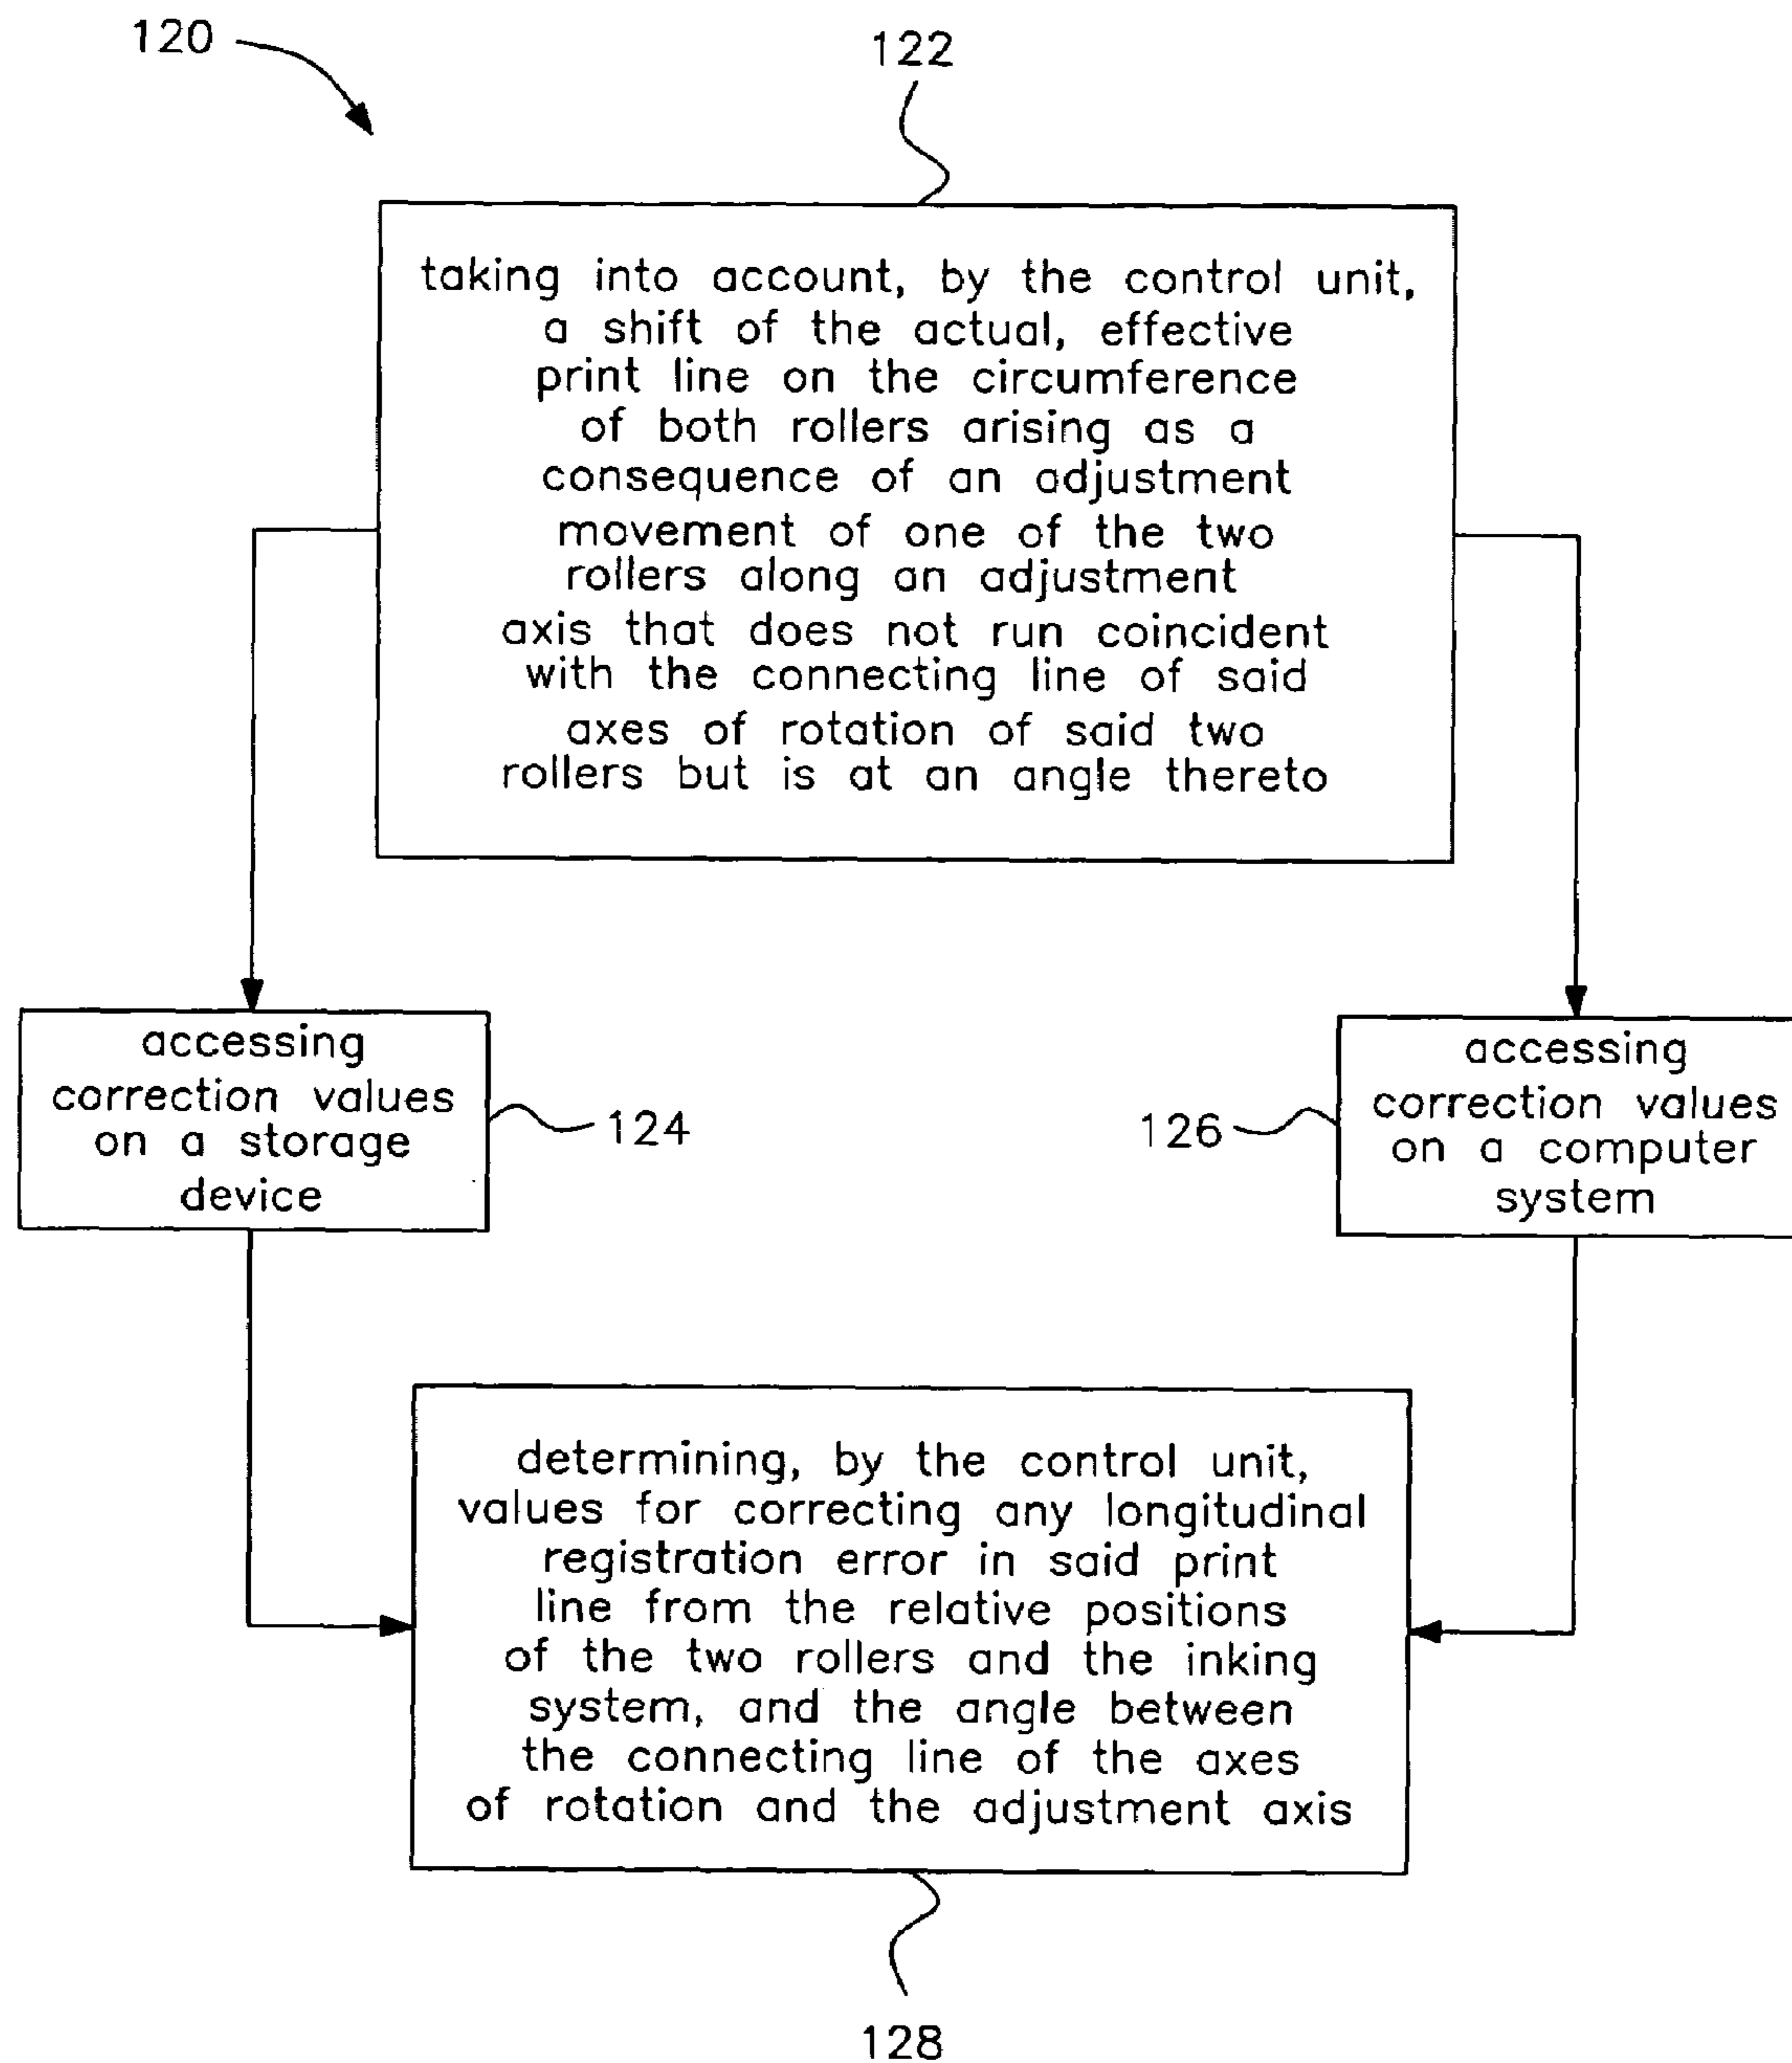 120
122
taking into account, by the control unit,
a shift of the actual, effective
print line on the circumference
of both rollers arising as a
consequence of an adjustment
movement of one of the two
rollers along an adjustment
axis that does not run coincident
with the connecting line of said
axes of rotation of said two
rollers but is at an angle thereto
accessing
correction values
on a storage
device
124
126
accessing
correction values
on a computer
system
determining, by the control unit,
values for correcting any longitudinal
registration error in said print
line from the relative positions
of the two rollers and the inking
system, and the angle between
the connecting line of the axes
of rotation and the adjustment axis
128